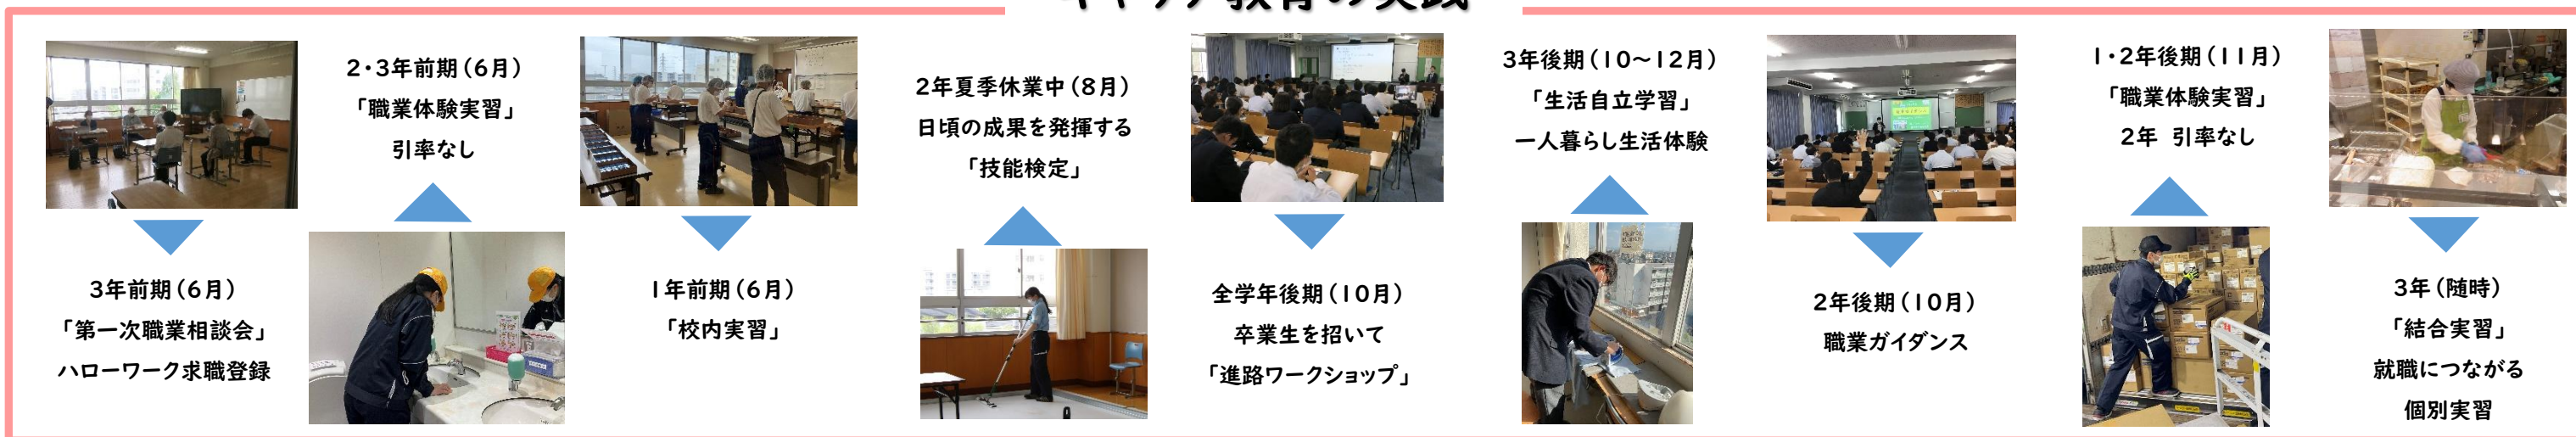 キャリア教育の実践
3年前期(6月)
「第一次職業相談会」
ハローワーク求職登録
2・3年前期(6月)
「職業体験実習」
引率なし
1年前期(6月)
「校内実習」
2年夏季休業中(8月)
日頃の成果を発揮する
「技能検定」
全学年後期(10月)
卒業生を招いて
「進路ワークショップ」
3年後期(10~12月)
「生活自立学習」
一人暮らし生活体験
2年後期(10月)
職業ガイダンス
1・2年後期(11月)
「職業体験実習」
2年 引率なし
3年(随時)
「結合実習」
就職につながる
個別実習